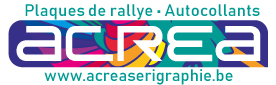 Plaques de rallye • Autocollants
ACREA
www.acreaserigraphie.be